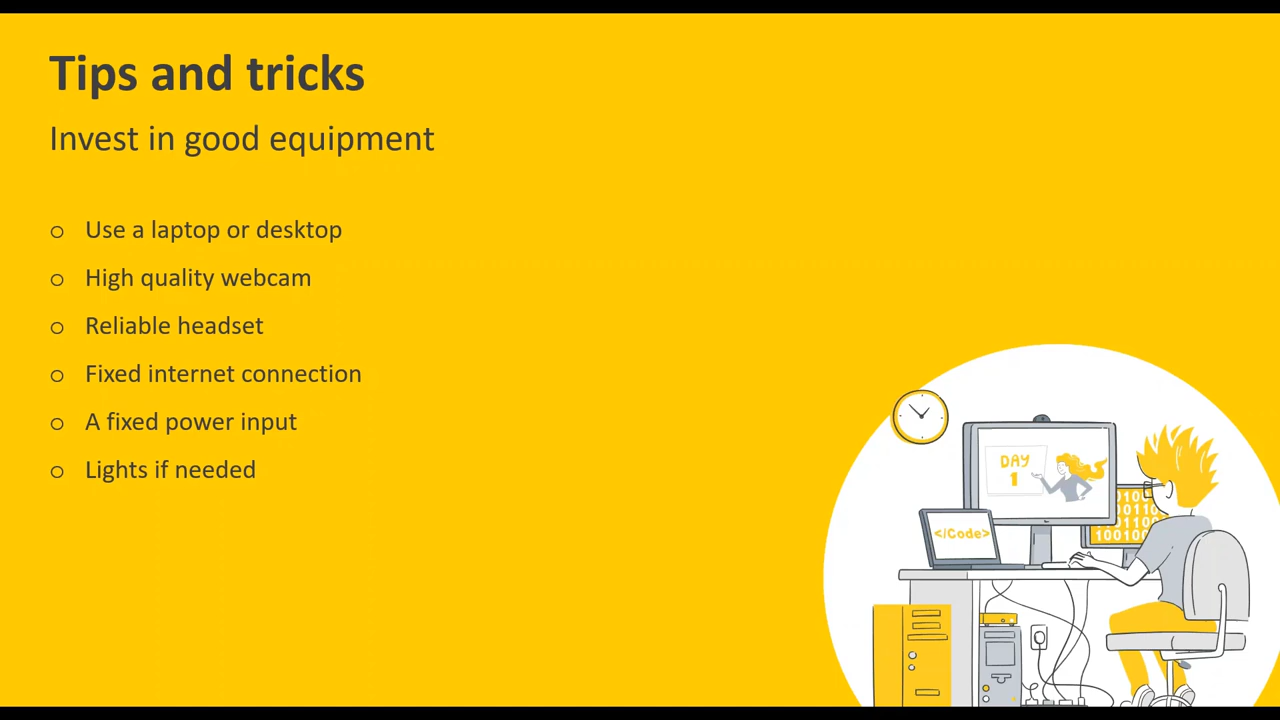 Tips and tricks
Invest in good equipment
o Use a laptop or desktop
o High quality webcam
o Reliable headset
o Fixed internet connection
o A fixed power input
o Lights if needed
DAY
1
</Code>